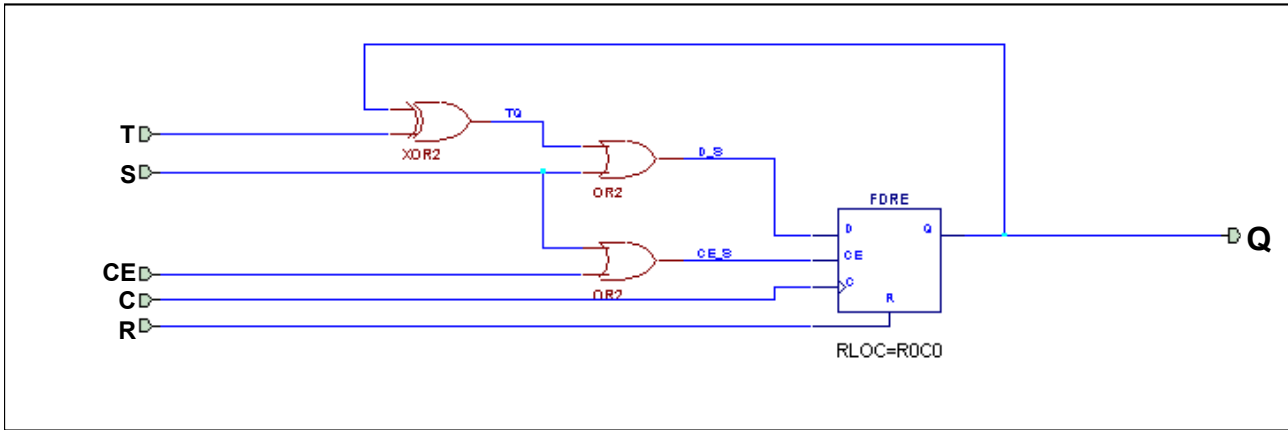 T
TQ
XOR2
S
D_S
OR2
FDRE
D
Q
Q
CE
CE_S
CE
C
OR2
C
R
R
RLOC=R0C0